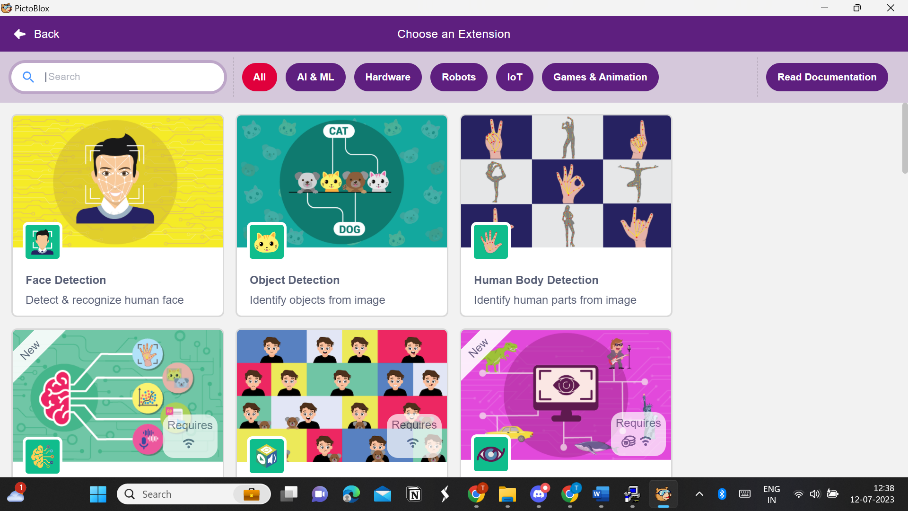 PictoBlox
Back
Choose an Extension
Search
All
AI & ML
Hardware
Robots
IoT
Games & Animation
Read Documentation
CAT
DOG
Face Detection
Detect & recognize human face
Object Detection
Identify objects from image
Human Body Detection
Identify human parts from image
New
Requires
Requires
New
Requires
1
Search
ENG
IN
12:38
12-07-2023